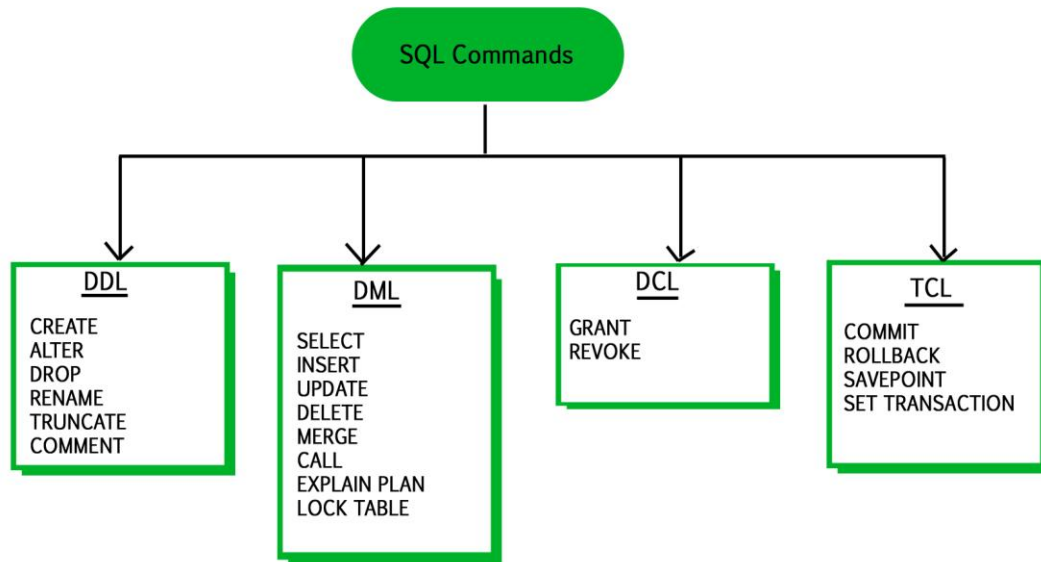 SQL Commands
DDL
CREATE
ALTER
DROP
RENAME
TRUNCATE
COMMENT
DML
SELECT
INSERT
UPDATE
DELETE
MERGE
CALL
EXPLAIN PLAN
LOCK TABLE
DCL
GRANT
REVOKE
TCL
COMMIT
ROLLBACK
SAVEPOINT
SET TRANSACTION